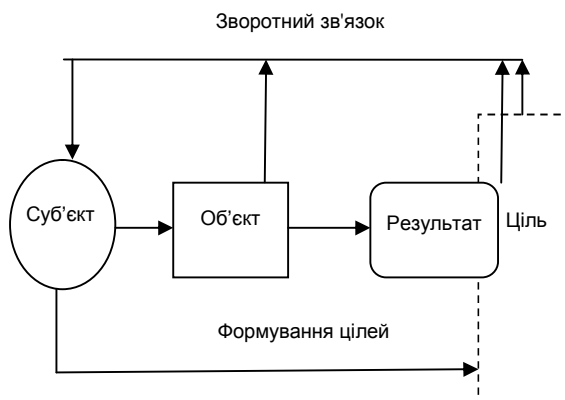 Зворотний зв'язок
Суб’єкт
Об’єкт
Результат
Ціль
Формування цілей